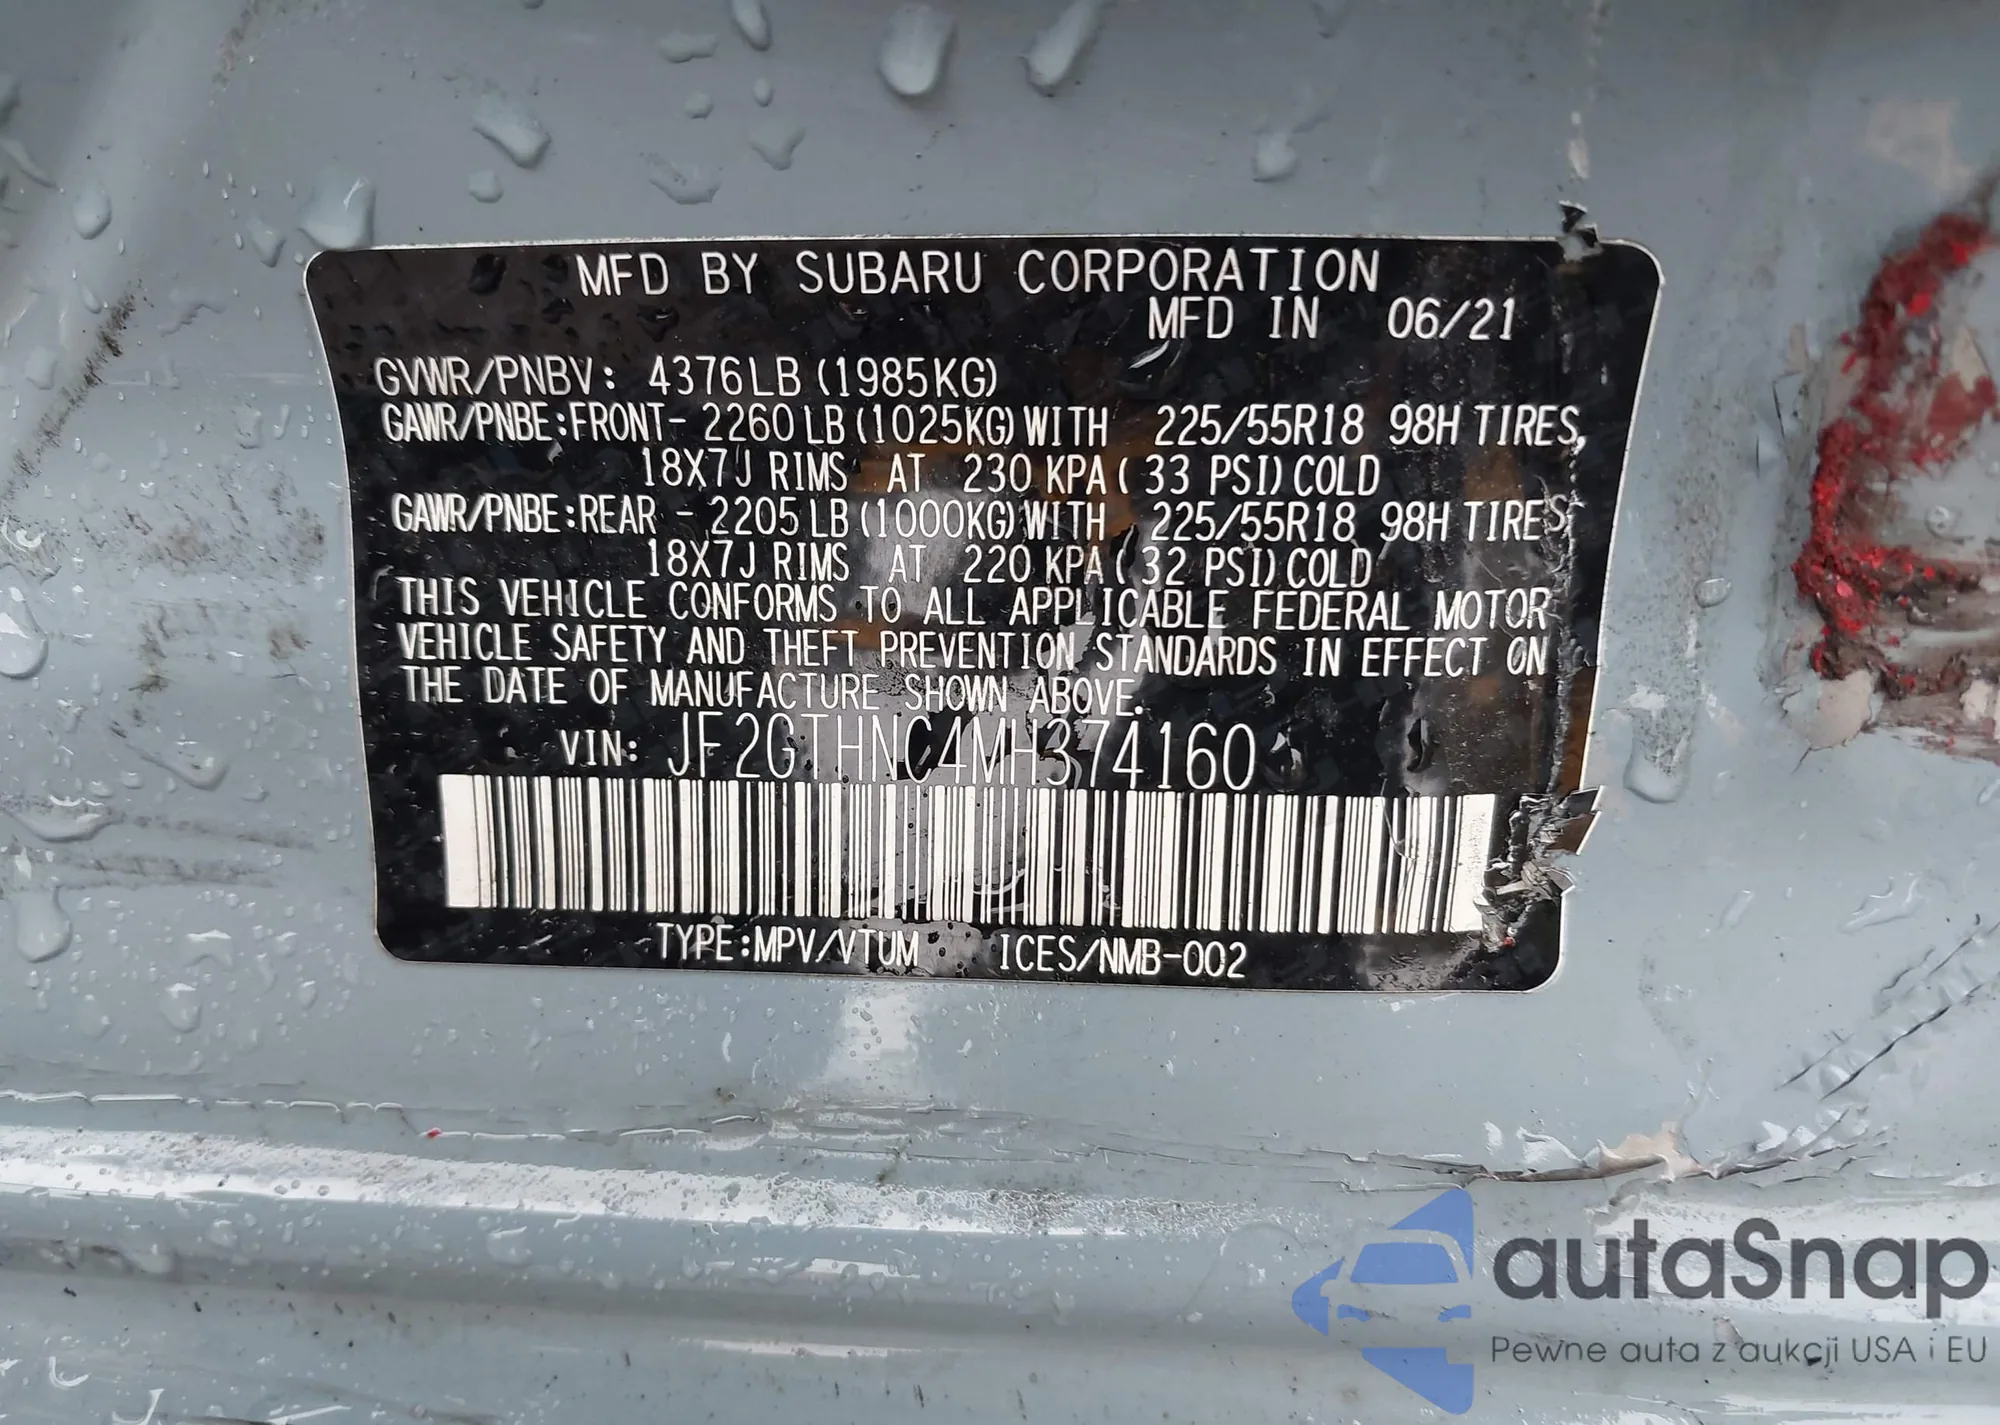 MFD BY SUBARU CORPORATION
MFD IN 06/21
GVWR/PNBV: 4376LB (1985KG)
GAWR/PNBE:FRONT- 2260LB (1025KG) WITH 225/55R18 98H TIRES,
18X7J RIMS AT 230 KPA (33 PSI) COLD
GAWR/PNBE:REAR - 2205LB (1000KG) WITH 225/55R18 98H TIRES
18X7J RIMS AT 220 KPA (32 PSI) COLD
THIS VEHICLE CONFORMS TO ALL APPLICABLE FEDERAL MOTOR
VEHICLE SAFETY AND THEFT PREVENTION STANDARDS IN EFFECT ON
THE DATE OF MANUFACTURE SHOWN ABOVE.
VIN: JF2GTHNC4MH374160
TYPE:MPV/VTUM ICES/NMB-002
autaSnap
Pewne auta z aukcji USA i EU